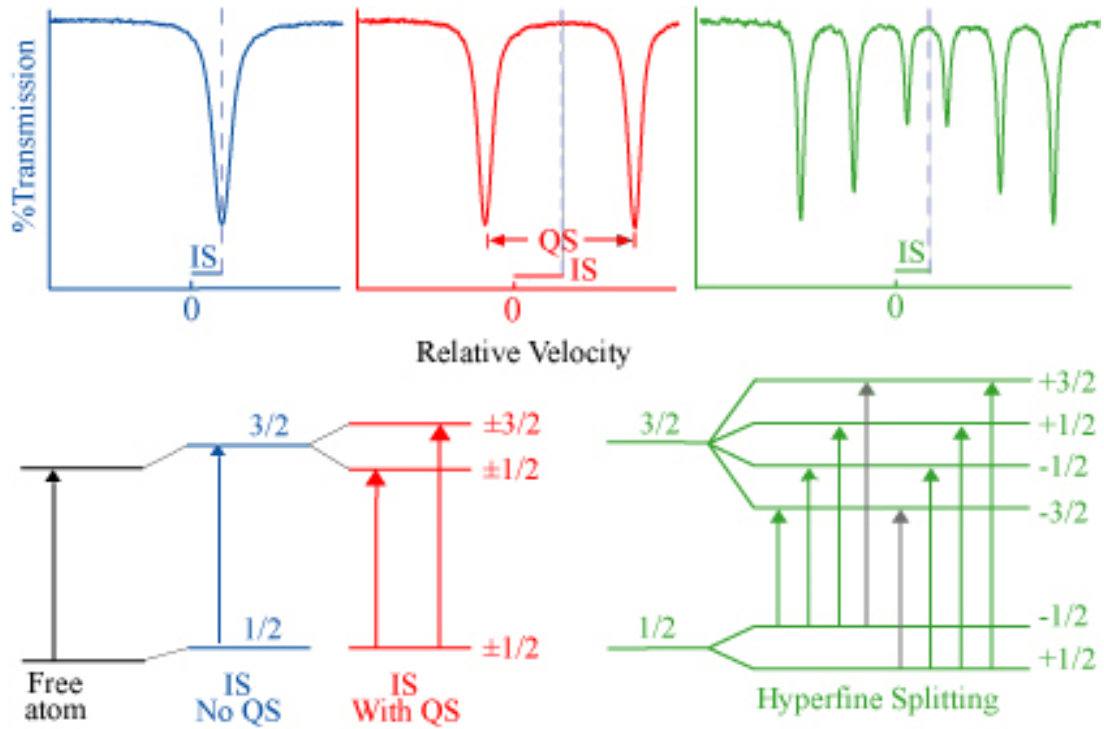 %Transmission
IS
0
QS
IS
0
IS
0
Relative Velocity
Free
atom
3/2
1/2
IS
No QS
±3/2
±1/2
±1/2
IS
With QS
3/2
1/2
+3/2
+1/2
-1/2
-3/2
-1/2
+1/2
Hyperfine Splitting